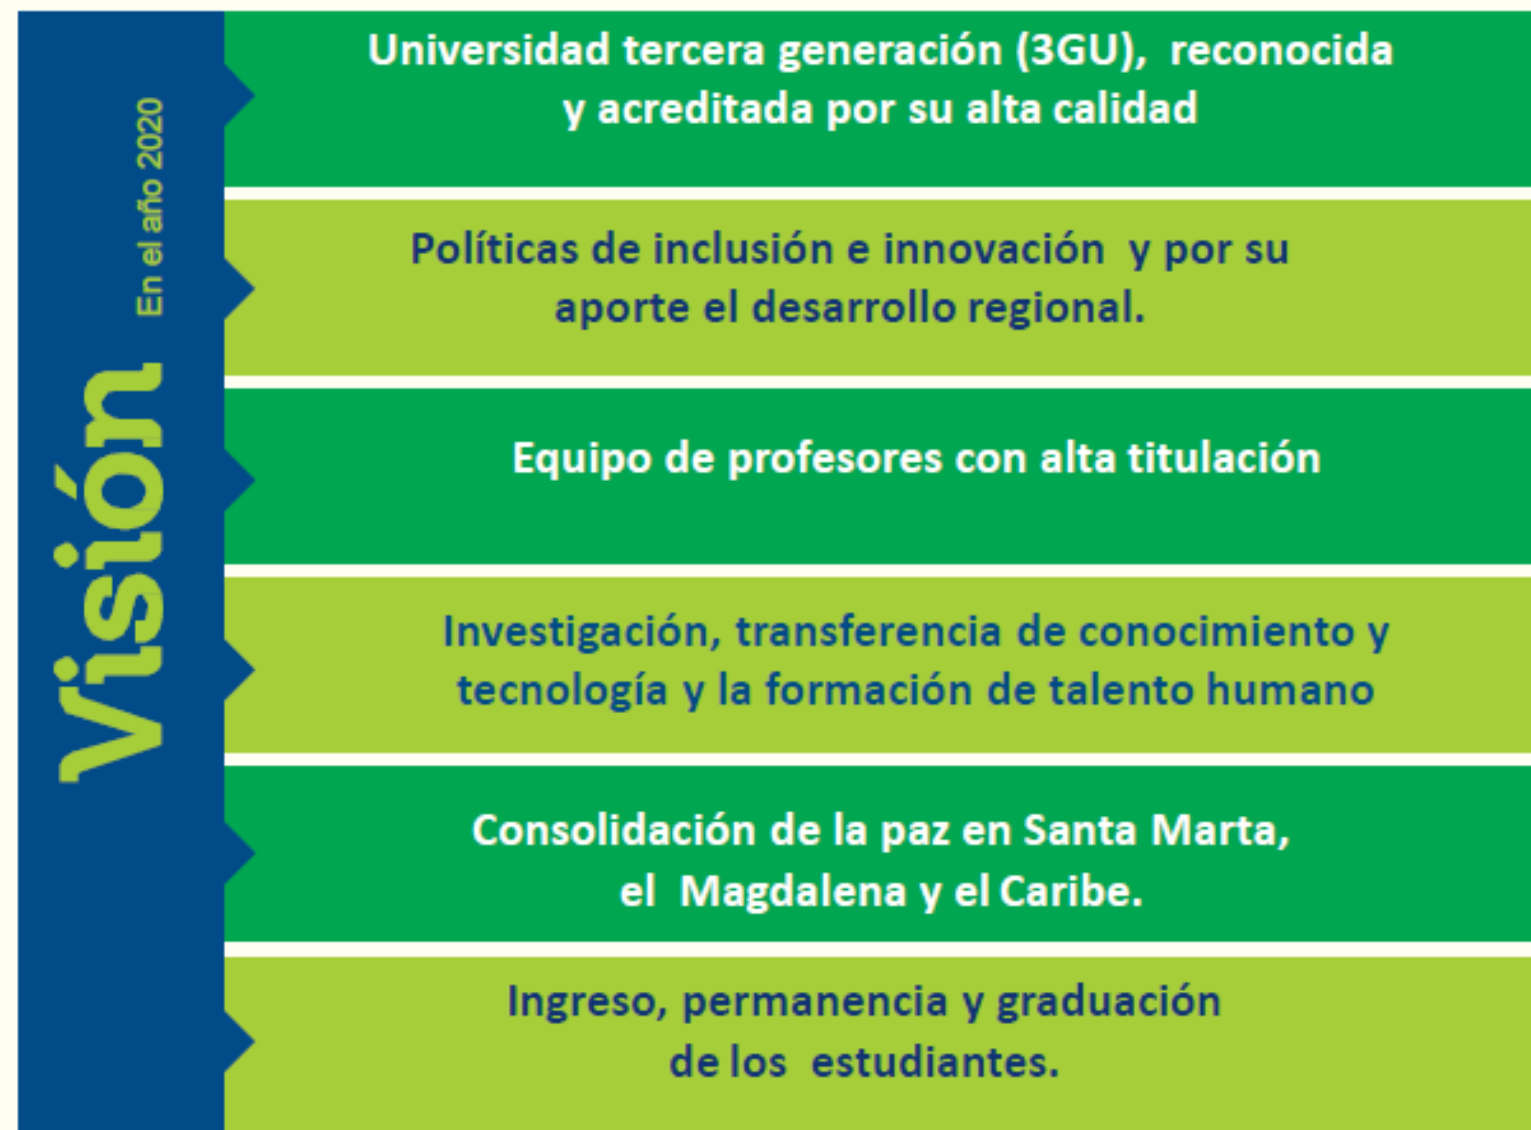 Visión En el año 2020
Universidad tercera generación (3GU), reconocida
y acreditada por su alta calidad
Políticas de inclusión e innovación y por su
aporte el desarrollo regional.
Equipo de profesores con alta titulación
Investigación, transferencia de conocimiento y
tecnología y la formación de talento humano
Consolidación de la paz en Santa Marta,
el Magdalena y el Caribe.
Ingreso, permanencia y graduación
de los estudiantes.